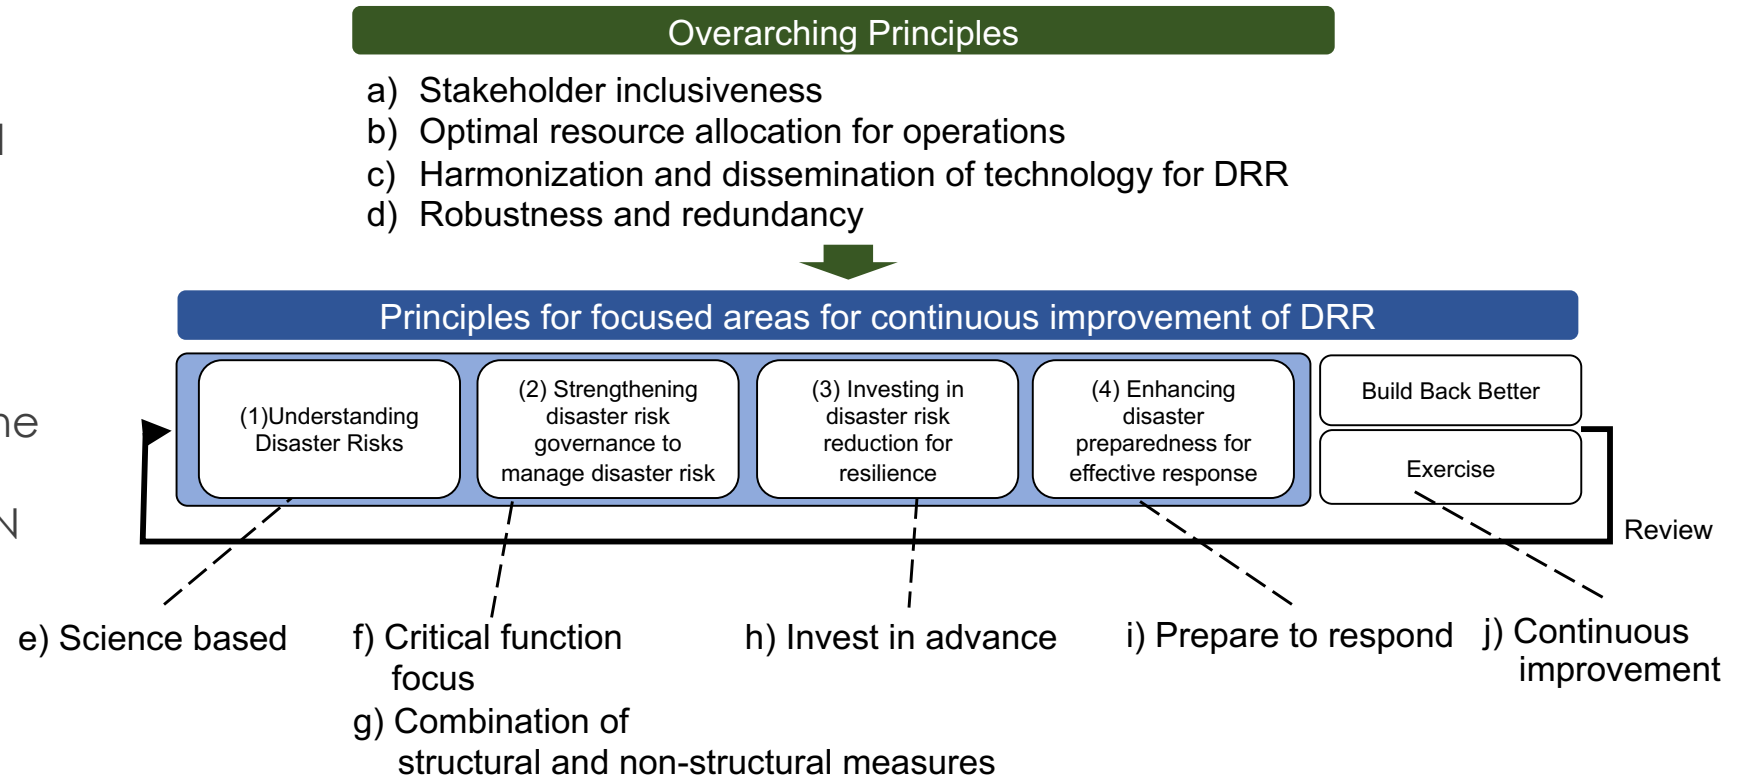 Overarching Principles
a) Stakeholder inclusiveness
b) Optimal resource allocation for operations
c) Harmonization and dissemination of technology for DRR
d) Robustness and redundancy
Principles for focused areas for continuous improvement of DRR
(1)Understanding
Disaster Risks
(2) Strengthening
disaster risk
governance to
manage disaster risk
(3) Investing in
disaster risk
reduction for
resilience
(4) Enhancing
disaster
preparedness for
effective response
Build Back Better
Exercise
Review
e) Science based
f) Critical function
focus
g) Combination of
structural and non-structural measures
h) Invest in advance
i) Prepare to respond
j) Continuous
improvement